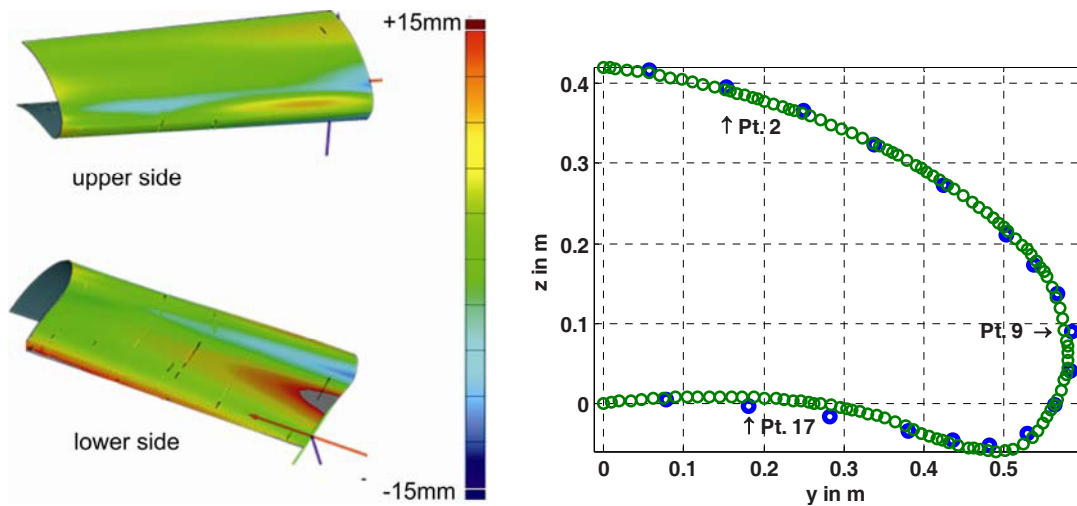 +15mm
upper side
lower side
-15mm
0.4
0.3
0.2
0.1
0
z in m
↑ Pt. 2
Pt. 9 →
↑ Pt. 17
0 0.1 0.2 0.3 0.4 0.5
y in m